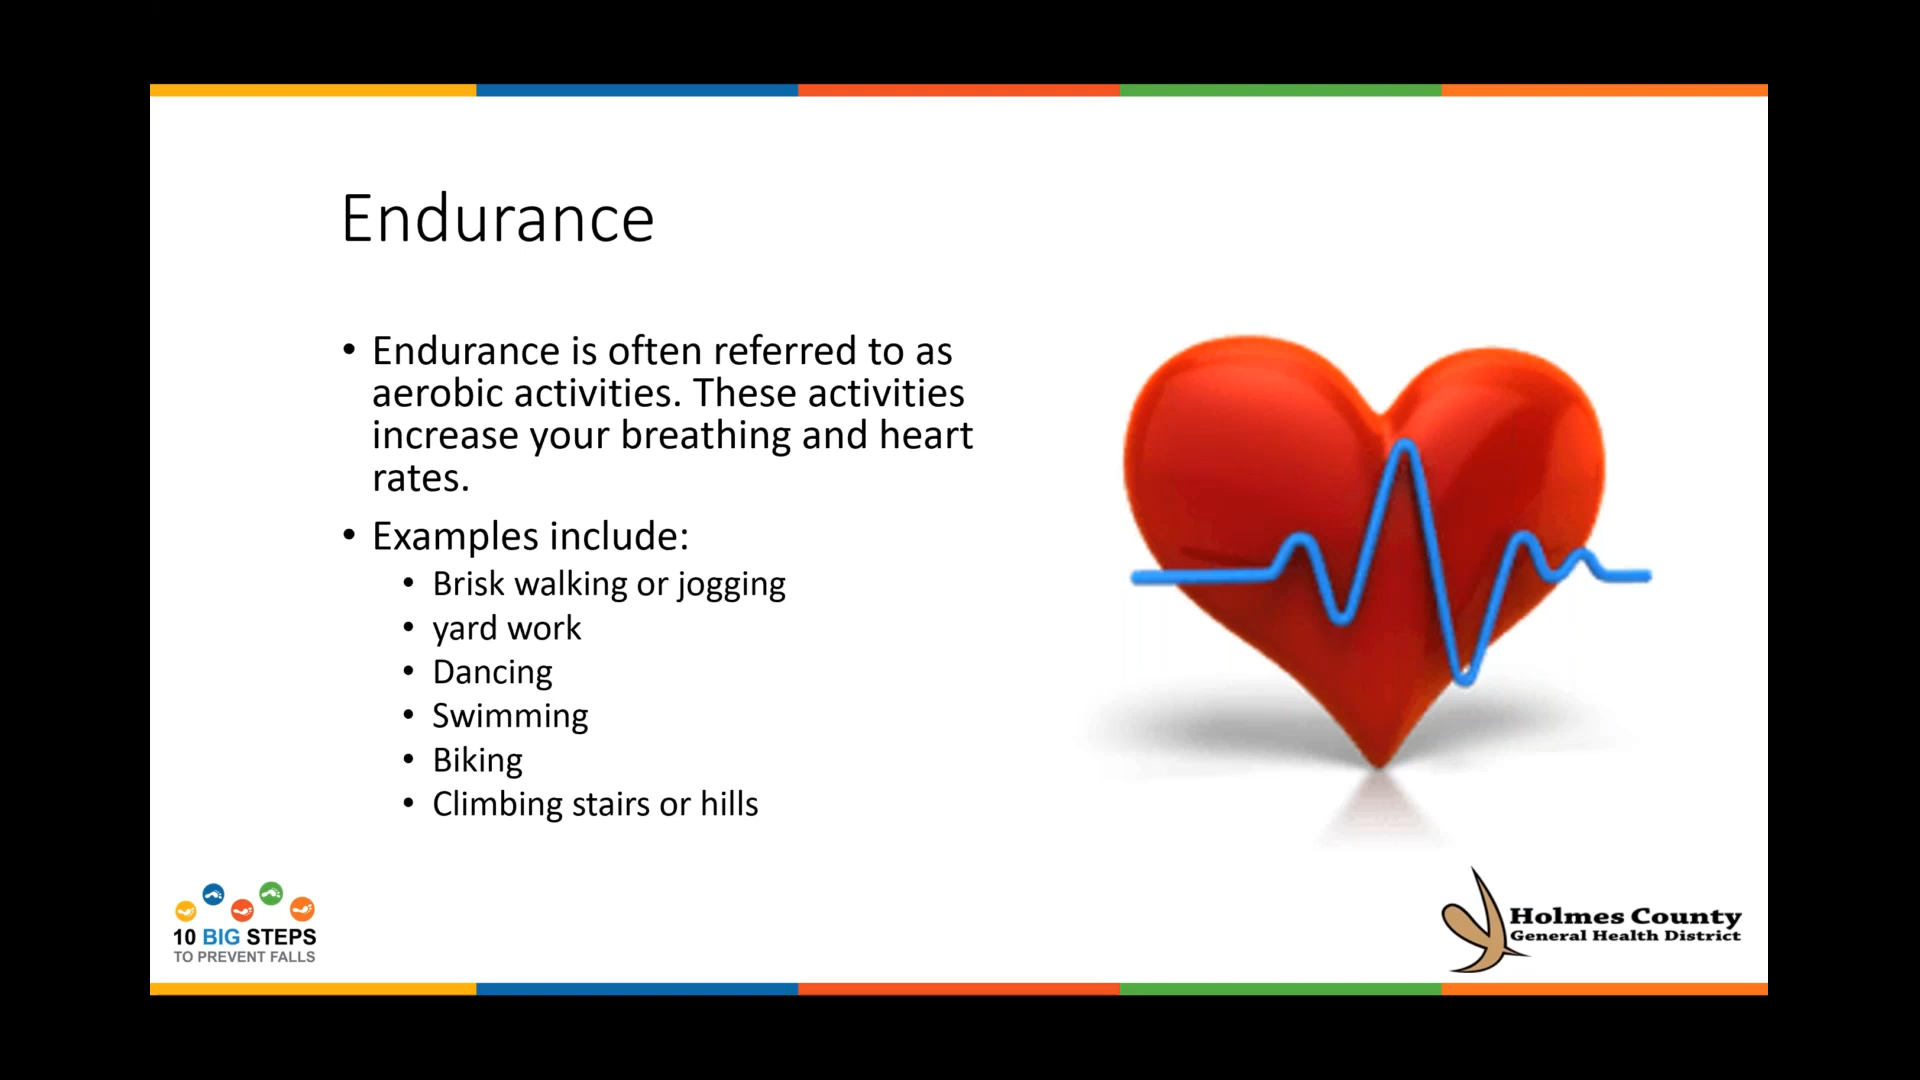 Endurance
• Endurance is often referred to as
aerobic activities. These activities
increase your breathing and heart
rates.
• Examples include:
• Brisk walking or jogging
• yard work
• Dancing
• Swimming
• Biking
• Climbing stairs or hills
10 BIG STEPS
TO PREVENT FALLS
Holmes County
General Health District